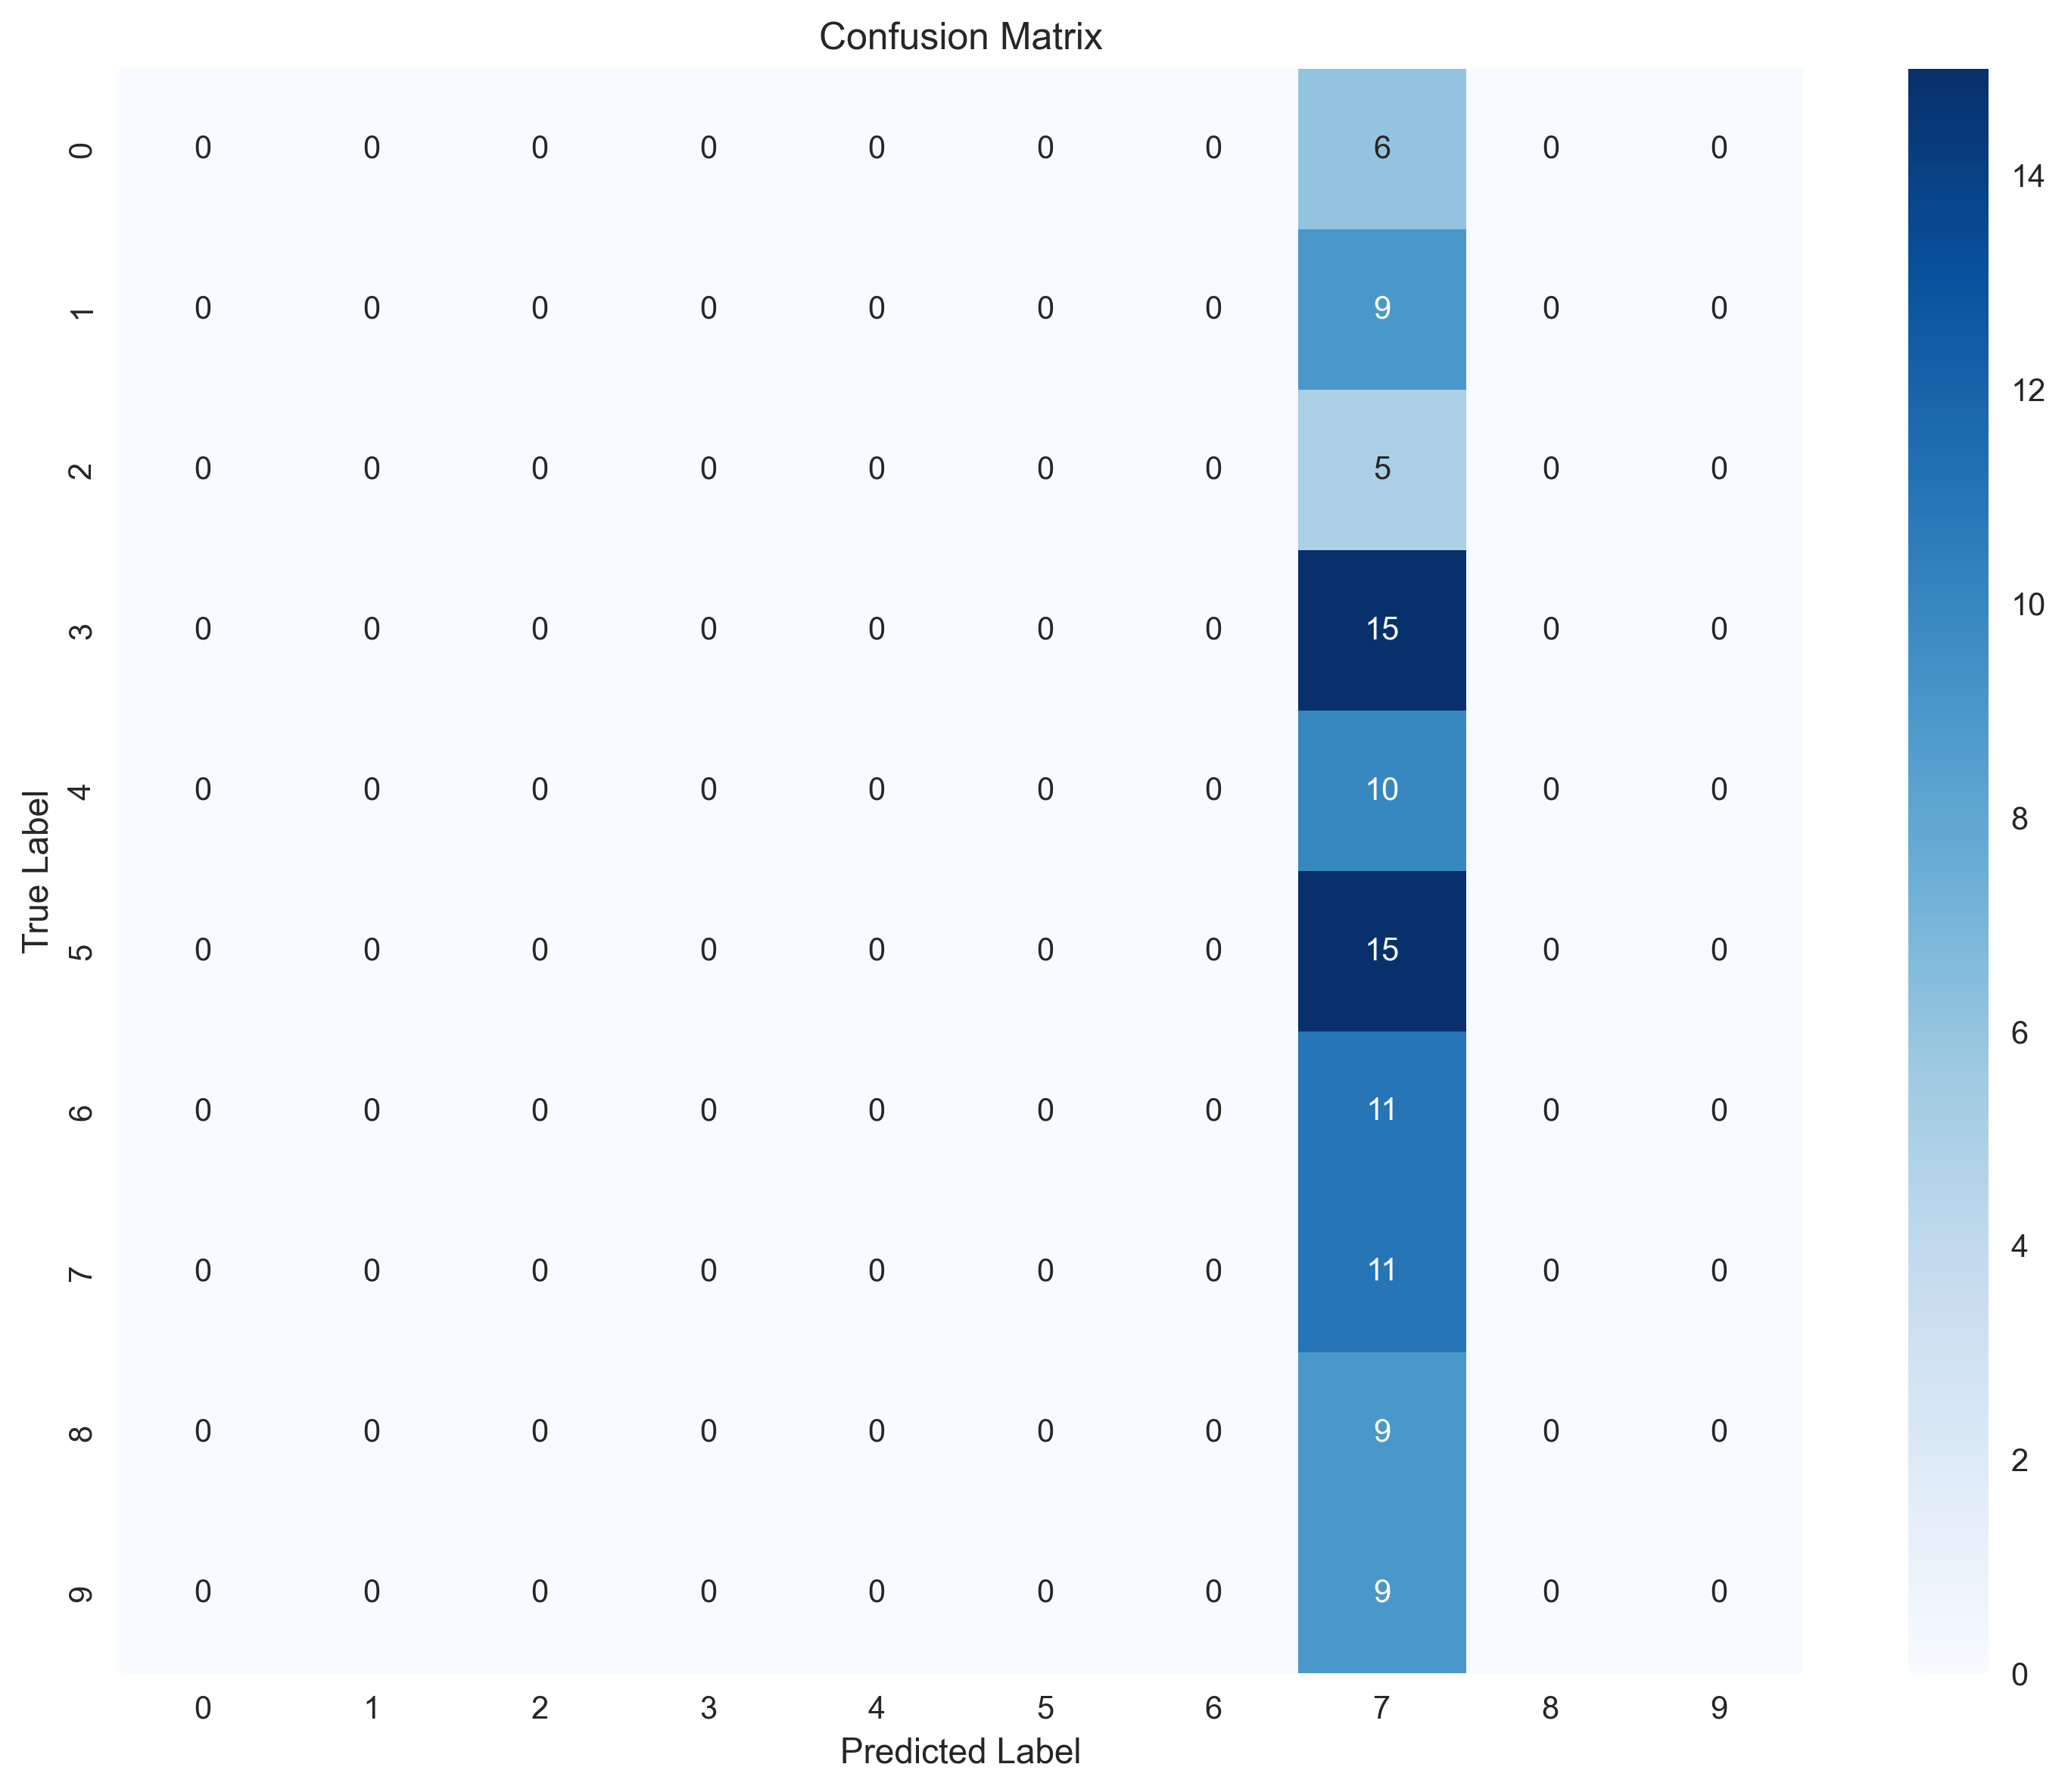 Confusion Matrix
0 0 0 0 0 0 0 0 6 0 0
1 0 0 0 0 0 0 0 9 0 0
2 0 0 0 0 0 0 0 5 0 0
3 0 0 0 0 0 0 0 15 0 0
4 0 0 0 0 0 0 0 10 0 0
5 0 0 0 0 0 0 0 15 0 0
6 0 0 0 0 0 0 0 11 0 0
7 0 0 0 0 0 0 0 11 0 0
8 0 0 0 0 0 0 0 9 0 0
9 0 0 0 0 0 0 0 9 0 0
True Label
0 1 2 3 4 5 6 7 8 9
Predicted Label
14
12
10
8
6
4
2
0